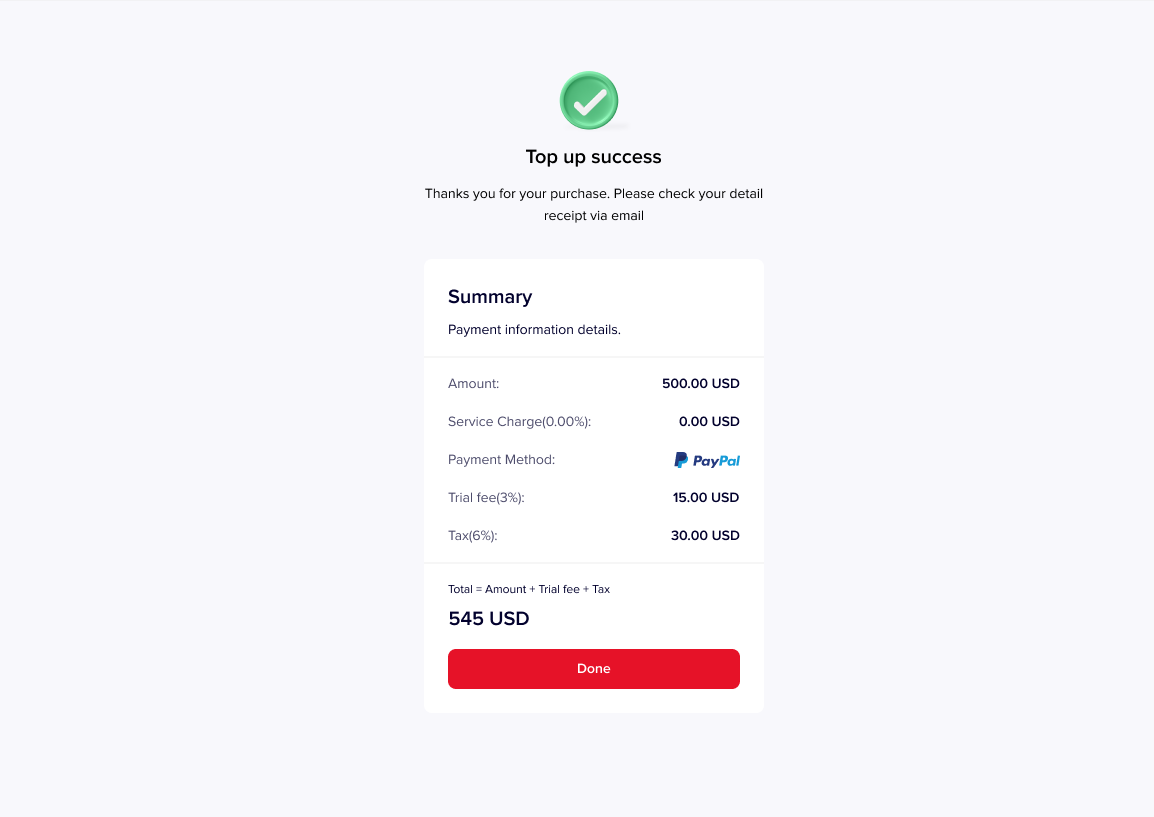 Top up success
Thanks you for your purchase. Please check your detail
receipt via email
Summary
Payment information details.
Amount: 500.00 USD
Service Charge(0.00%): 0.00 USD
Payment Method: PayPal
Trial fee(3%): 15.00 USD
Tax(6%): 30.00 USD
Total = Amount + Trial fee + Tax
545 USD
Done